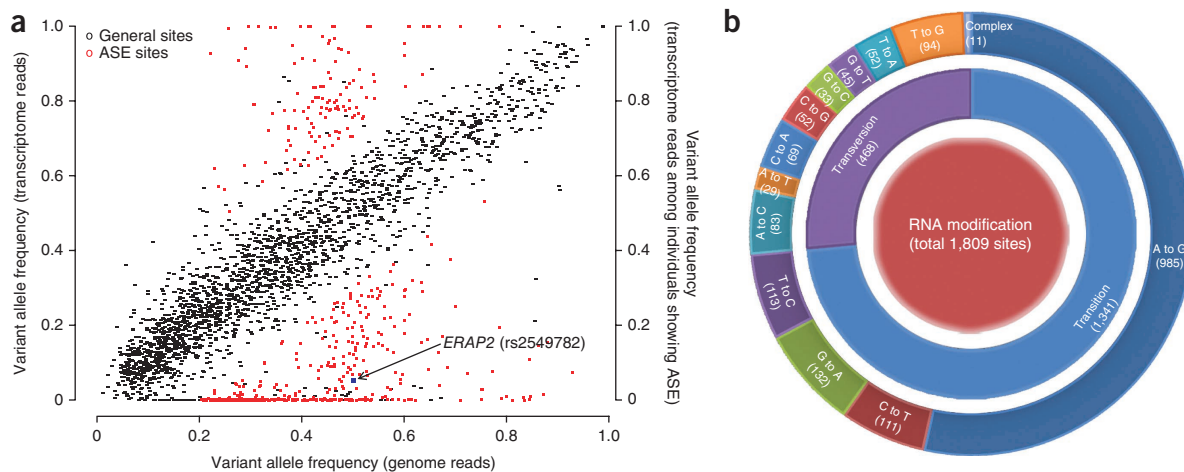 a
General sites
ASE sites
1.0
0.8
0.6
0.4
0.2
0
Variant allele frequency (transcriptome reads)
0
0.2
0.4
0.6
0.8
1.0
Variant allele frequency (genome reads)
1.0
0.8
0.6
0.4
0.2
0
Variant allele frequency
(transcriptome reads among individuals showing ASE)
ERAP2 (rs2549782)
b
Complex
(11)
A to G
(985)
C to T
(111)
G to A
(132)
T to C
(113)
A to C
(83)
A to T
(29)
C to A
(69)
C to G
(52)
G to C
(33)
G to T
(45)
T to A
(52)
T to G
(94)
Transversion
(468)
Transition
(1,341)
RNA modification
(total 1,809 sites)